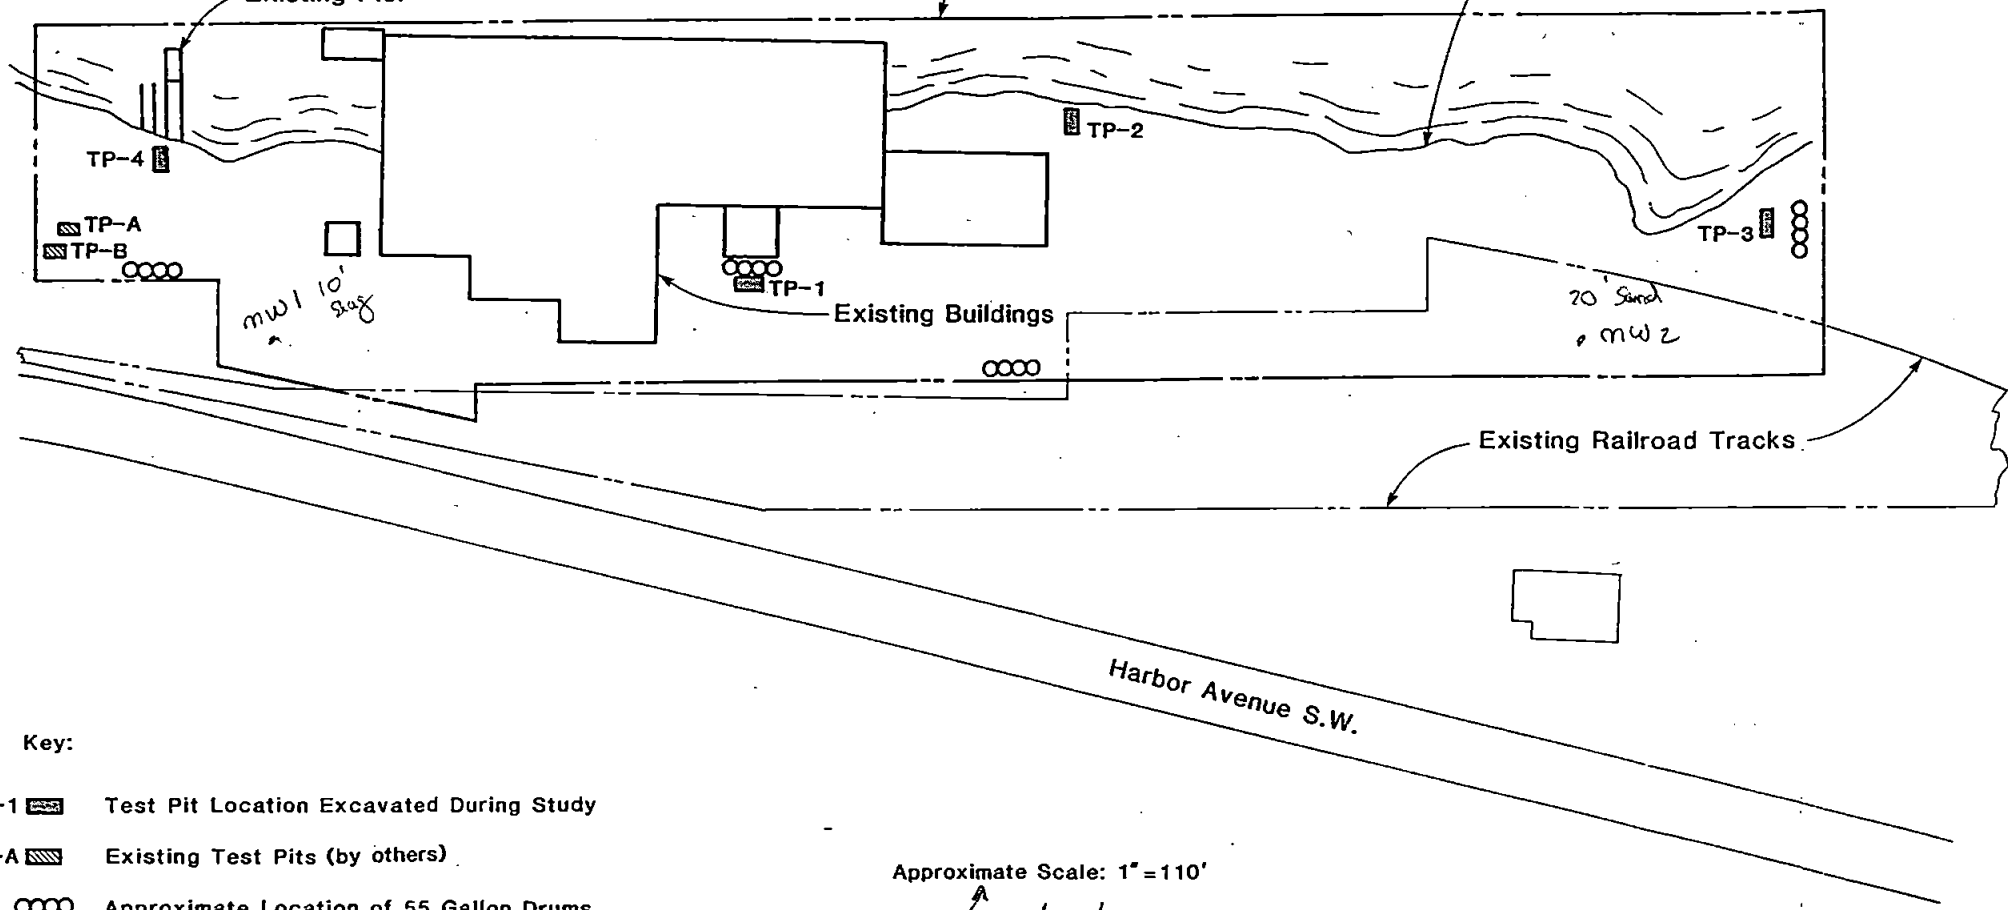 TP-2
TP-4
TP-A
TP-B
TP-3
TP-1
Existing Buildings
MW1 10'
Slag
20' Sand
MW2
Existing Railroad Tracks
Harbor Avenue S.W.
Key:
-1 Test Pit Location Excavated During Study
-A Existing Test Pits (by others)
Approximate Location of 55 Gallon Drums
Approximate Scale: 1"=110'